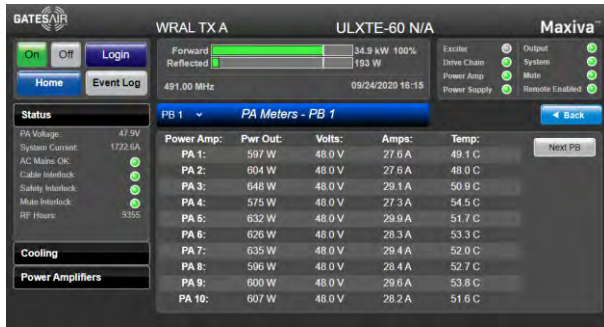 GATESAIR
WRAL TX A
ULXTE-60 N/A
Maxiva
On
Off
Login
Home
Event Log
Forward
34.9 kW 100%
Reflected
193 W
491.00 MHz
09/24/2020 16:15
Exciter
Output
Drive Chain
System
Power Amp
Mute
Power Supply
Remote Enabled
Status
PB 1
PA Meters - PB 1
Back
PA Voltage: 47.9V
System Current: 1722.6A
AC Mains OK:
Cable Interlock:
Safety Interlock:
Mute Interlock:
RF Hours: 9355
Cooling
Power Amplifiers
Power Amp: Pwr Out: Volts: Amps: Temp:
PA 1: 597 W 48.0 V 27.6 A 49.1 C
PA 2: 604 W 48.0 V 27.6 A 48.0 C
PA 3: 648 W 48.0 V 29.1 A 50.9 C
PA 4: 575 W 48.0 V 27.3 A 54.5 C
PA 5: 632 W 48.0 V 29.9 A 51.7 C
PA 6: 626 W 48.0 V 28.3 A 53.3 C
PA 7: 635 W 48.0 V 29.4 A 52.0 C
PA 8: 596 W 48.0 V 28.4 A 52.7 C
PA 9: 600 W 48.0 V 29.6 A 53.8 C
PA 10: 607 W 48.0 V 28.2 A 51.6 C
Next PB